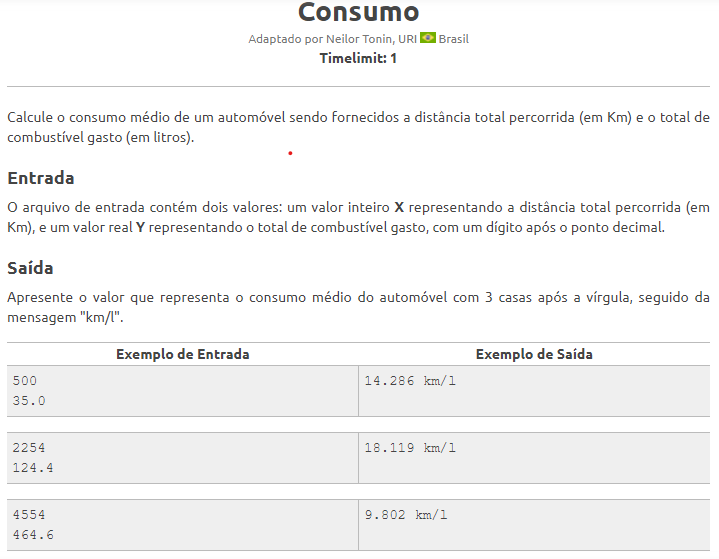 Consumo
Adaptado por Neilor Tonin, URI Brasil
Timelimit: 1
Calcule o consumo médio de um automóvel sendo fornecidos a distância total percorrida (em Km) e o total de
combustível gasto (em litros).
Entrada
O arquivo de entrada contém dois valores: um valor inteiro X representando a distância total percorrida (em
Km), e um valor real Y representando o total de combustível gasto, com um dígito após o ponto decimal.
Saída
Apresente o valor que representa o consumo médio do automóvel com 3 casas após a vírgula, seguido da
mensagem "km/l".
Exemplo de Entrada Exemplo de Saída
500 14.286 km/l
35.0
2254 18.119 km/l
124.4
4554 9.802 km/l
464.6